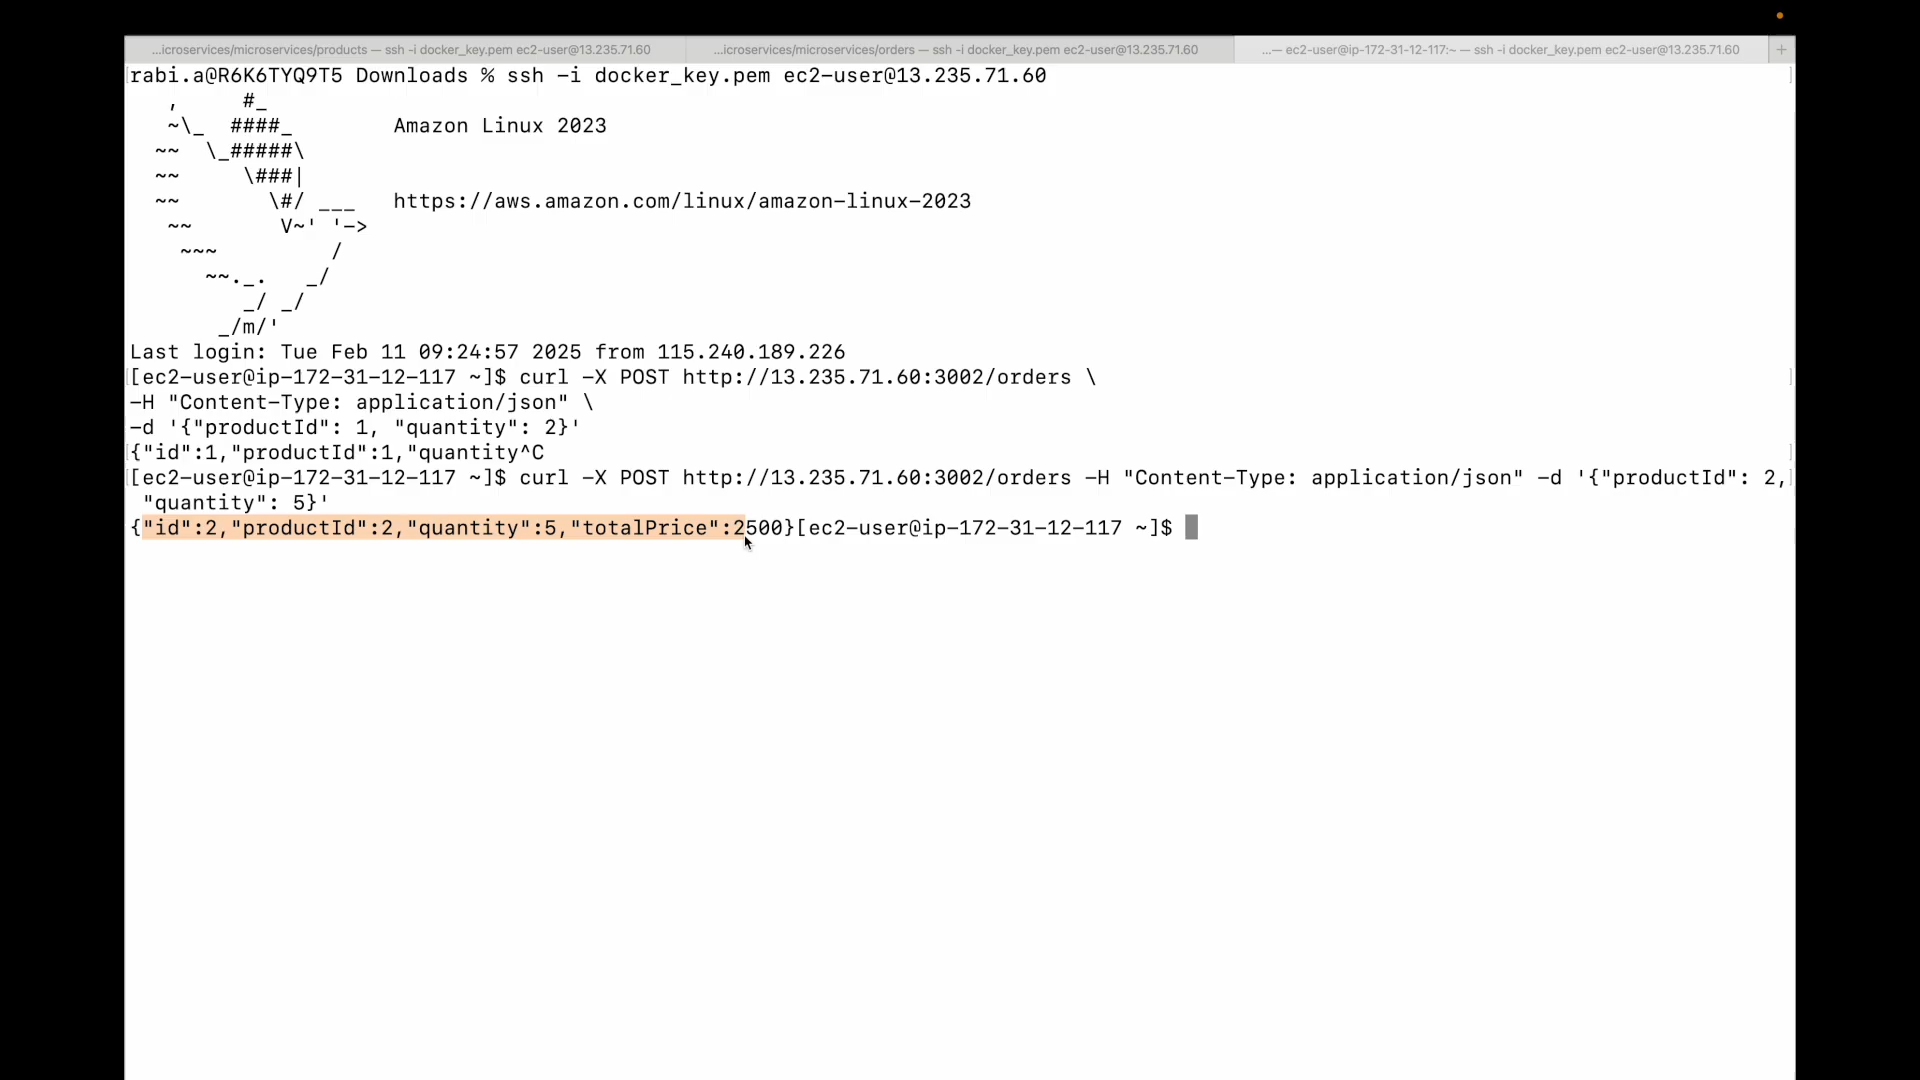 ...icroservices/microservices/products — ssh -i docker_key.pem ec2-user@13.235.71.60
...icroservices/microservices/orders — ssh -i docker_key.pem ec2-user@13.235.71.60
...— ec2-user@ip-172-31-12-117:~ — ssh -i docker_key.pem ec2-user@13.235.71.60
+
[rabi.a@R6K6TYQ9T5 Downloads % ssh -i docker_key.pem ec2-user@13.235.71.60 ]
   ,     #_
   ~\_  ####_        Amazon Linux 2023
  ~~  \_#####\
  ~~     \###|
  ~~       \#/ ___   https://aws.amazon.com/linux/amazon-linux-2023
   ~~       V~' '->
    ~~~         /
      ~~._.   _/
         _/ _/
       _/m/'
Last login: Tue Feb 11 09:24:57 2025 from 115.240.189.226
[[ec2-user@ip-172-31-12-117 ~]$ curl -X POST http://13.235.71.60:3002/orders \ ]
-H "Content-Type: application/json" \
-d '{"productId": 1, "quantity": 2}'
[{"id":1,"productId":1,"quantity^C ]
[[ec2-user@ip-172-31-12-117 ~]$ curl -X POST http://13.235.71.60:3002/orders -H "Content-Type: application/json" -d '{"productId": 2,]
 "quantity": 5}'
{"id":2,"productId":2,"quantity":5,"totalPrice":2500}[ec2-user@ip-172-31-12-117 ~]$